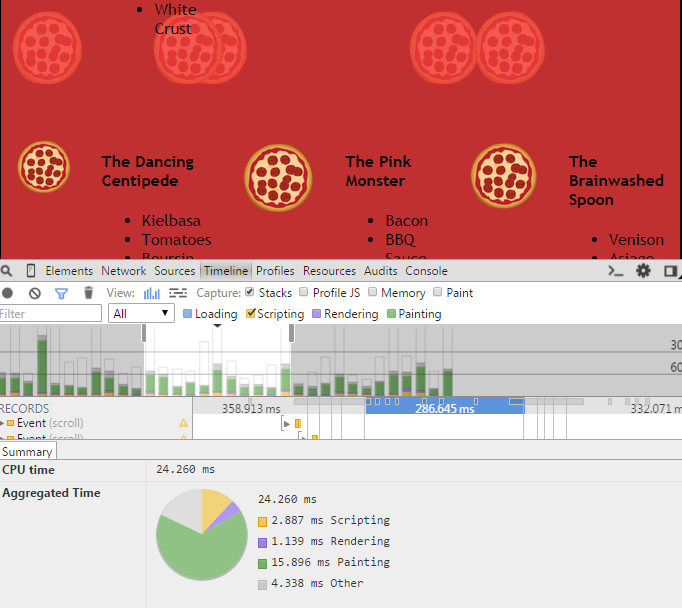 White
Crust
The Dancing
Centipede
The Pink
Monster
The
Brainwashed
Spoon
Kielbasa
Tomatoes
Boursin
Bacon
BBQ
Sauce
Venison
Asiago
Elements Network Sources Timeline Profiles Resources Audits Console
View: Capture: Stacks Profile JS Memory Paint
Filter All Loading Scripting Rendering Painting
30
60
RECORDS 358.913 ms 286.645 ms 332.071 m
Event (scroll)
Event (scroll)
Summary
CPU time 24.260 ms
Aggregated Time
24.260 ms
2.887 ms Scripting
1.139 ms Rendering
15.896 ms Painting
4.338 ms Other